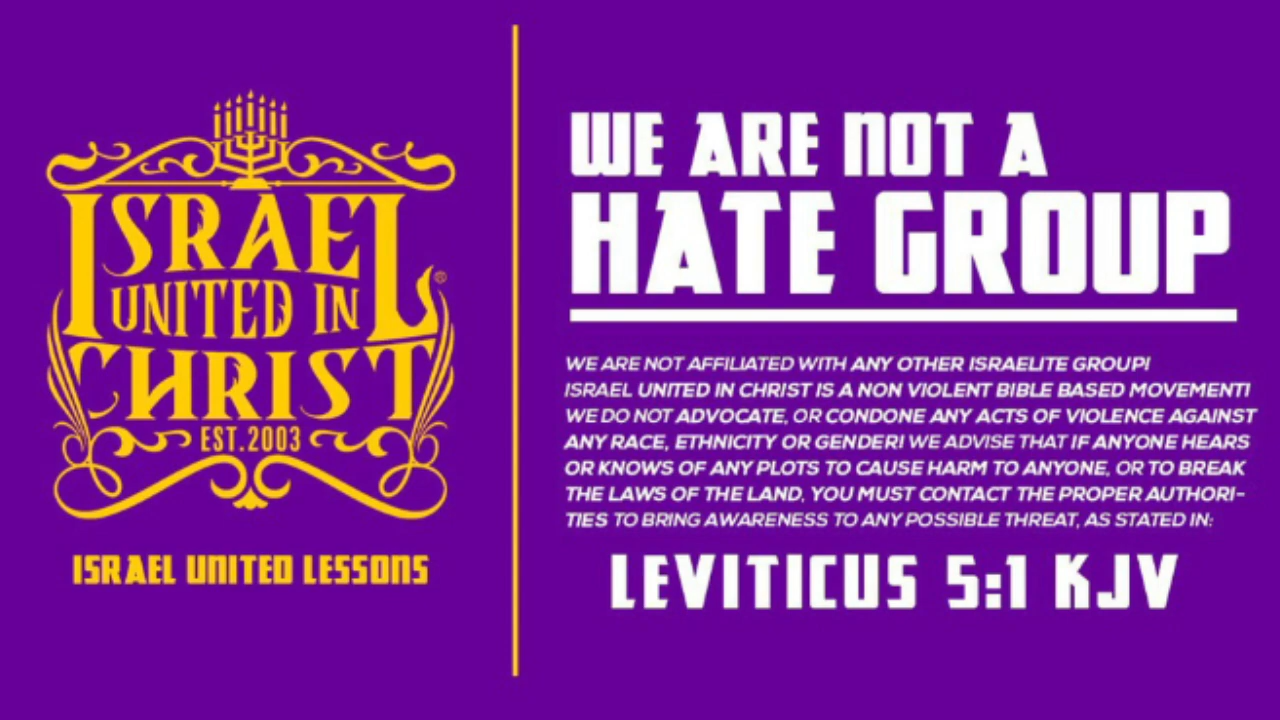 ISRAEL
UNITED IN
CHRIST
®
EST.2003
ISRAEL UNITED LESSONS
WE ARE NOT A
HATE GROUP
WE ARE NOT AFFILIATED WITH ANY OTHER ISRAELITE GROUP!
ISRAEL UNITED IN CHRIST IS A NON VIOLENT BIBLE BASED MOVEMENT!
WE DO NOT ADVOCATE, OR CONDONE ANY ACTS OF VIOLENCE AGAINST
ANY RACE, ETHNICITY OR GENDER! WE ADVISE THAT IF ANYONE HEARS
OR KNOWS OF ANY PLOTS TO CAUSE HARM TO ANYONE, OR TO BREAK
THE LAWS OF THE LAND, YOU MUST CONTACT THE PROPER AUTHORI-
TIES TO BRING AWARENESS TO ANY POSSIBLE THREAT, AS STATED IN:
LEVITICUS 5:1 KJV